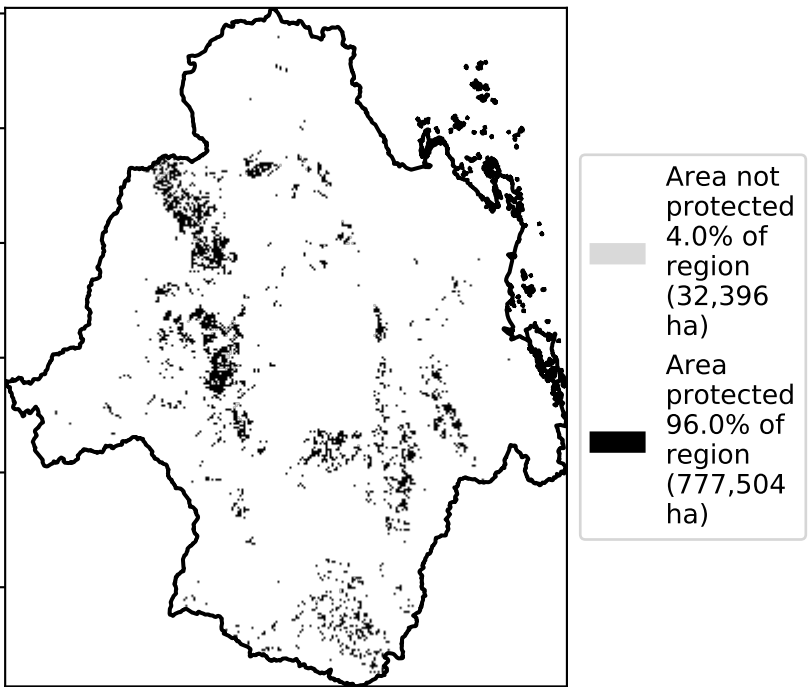 Area not
protected
4.0% of
region
(32,396
ha)
Area
protected
96.0% of
region
(777,504
ha)